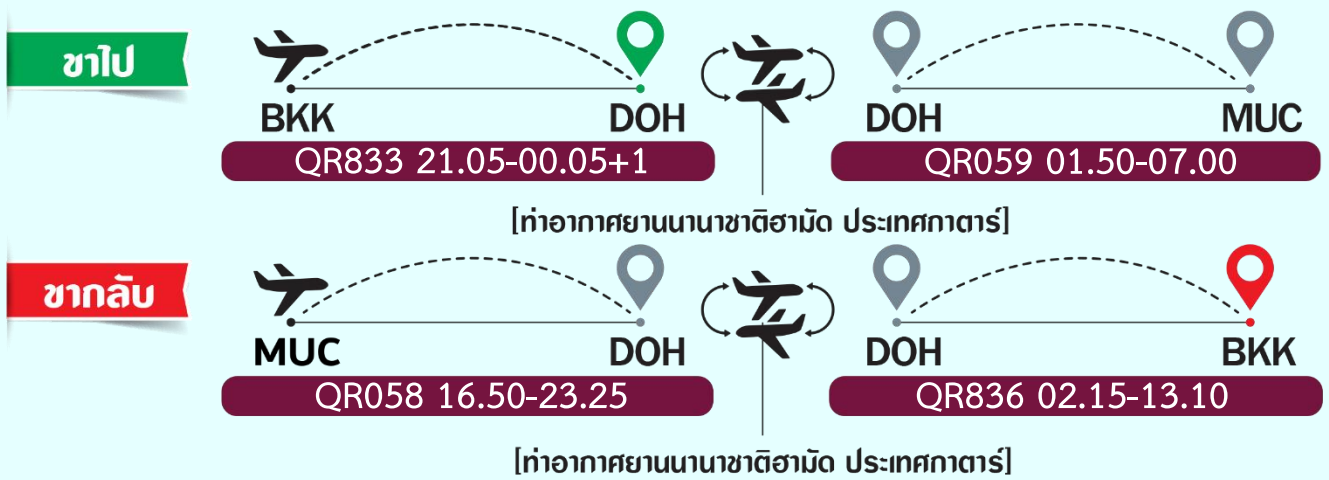 ขาไป
BKK DOH DOH MUC
QR833 21.05-00.05+1 QR059 01.50-07.00
[ท่าอากาศยานนานาชาติฮามัด ประเทศกาตาร์]
ขากลับ
MUC DOH DOH BKK
QR058 16.50-23.25 QR836 02.15-13.10
[ท่าอากาศยานนานาชาติฮามัด ประเทศกาตาร์]